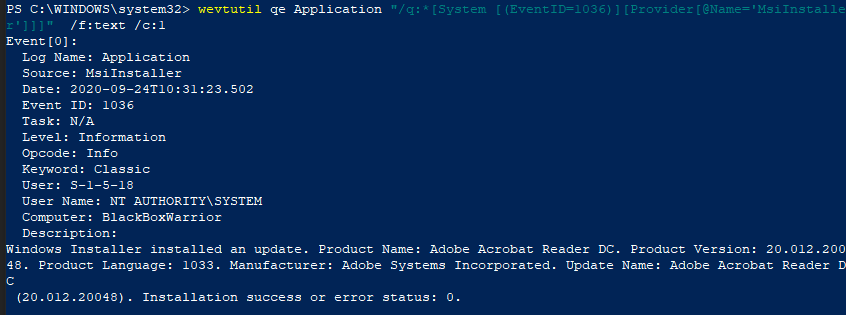 PS C:\WINDOWS\system32> wevtutil qe Application "/q:*[System [(EventID=1036)][Provider[@Name='MsiInstalle
r']]]"  /f:text /c:1
Event[0]:
  Log Name: Application
  Source: MsiInstaller
  Date: 2020-09-24T10:31:23.502
  Event ID: 1036
  Task: N/A
  Level: Information
  Opcode: Info
  Keyword: Classic
  User: S-1-5-18
  User Name: NT AUTHORITY\SYSTEM
  Computer: BlackBoxWarrior
  Description:
Windows Installer installed an update. Product Name: Adobe Acrobat Reader DC. Product Version: 20.012.200
48. Product Language: 1033. Manufacturer: Adobe Systems Incorporated. Update Name: Adobe Acrobat Reader D
C
 (20.012.20048). Installation success or error status: 0.